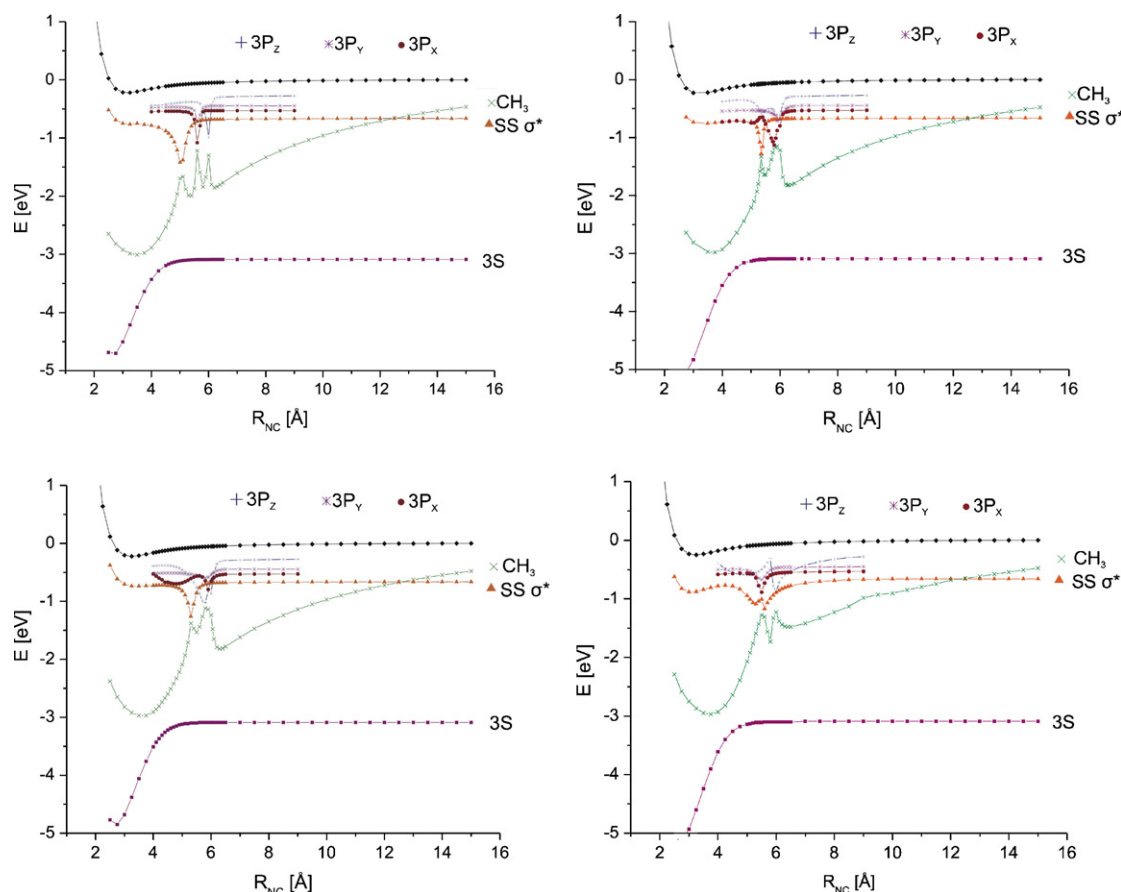 1
+ 3P_Z
✳ 3P_Y
● 3P_X
0
× CH₃
-1
▲ SS σ*
E [eV]
-2
-3
3S
-4
-5
2 4 6 8 10 12 14 16
R_NC [Å]
1
+ 3P_Z
✳ 3P_Y
● 3P_X
0
× CH₃
-1
▲ SS σ*
E [eV]
-2
-3
3S
-4
-5
2 4 6 8 10 12 14 16
R_NC [Å]
1
+ 3P_Z
✳ 3P_Y
● 3P_X
0
× CH₃
-1
▲ SS σ*
E [eV]
-2
-3
3S
-4
-5
2 4 6 8 10 12 14 16
R_NC [Å]
1
+ 3P_Z
✳ 3P_Y
● 3P_X
0
× CH₃
-1
▲ SS σ*
E [eV]
-2
-3
3S
-4
-5
2 4 6 8 10 12 14 16
R_NC [Å]